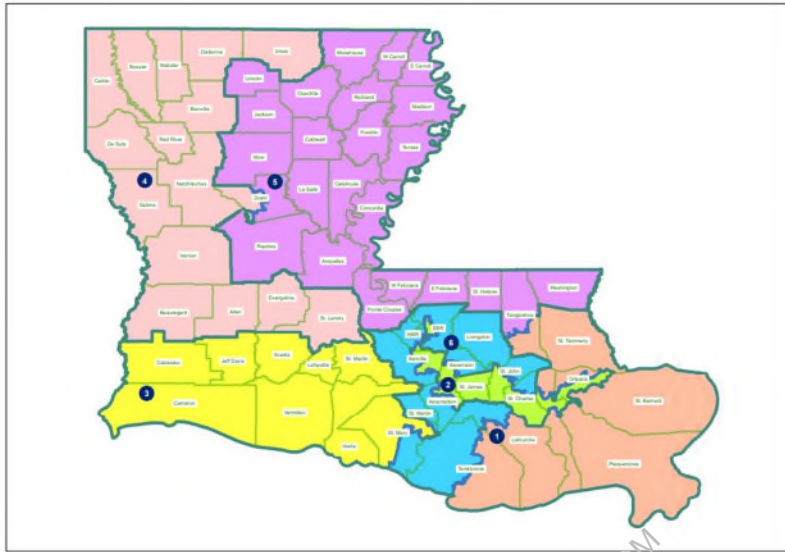 Claiborne
Union
Morehouse
W Carroll
E Carroll
Caddo
Bossier
Webster
Lincoln
Ouachita
Richland
Madison
Bienville
Jackson
Franklin
De Soto
Red River
Caldwell
Tensas
Winn
4
Natchitoches
5
La Salle
Catahoula
Sabine
Grant
Concordia
Vernon
Rapides
Avoyelles
W Feliciana
E Feliciana
St. Helena
Washington
Evangeline
Beauregard
Allen
St. Landry
Pointe Coupee
Tangipahoa
WBR
EBR
Livingston
6
St. Tammany
Acadia
Calcasieu
Jeff Davis
Lafayette
St. Martin
Iberville
Ascension
St. John
Orleans
3
Cameron
2
St. James
St. Charles
Assumption
St. Bernard
Vermilion
St. Martin
St. Mary
1
Lafourche
Iberia
Terrebonne
Plaquemines
M